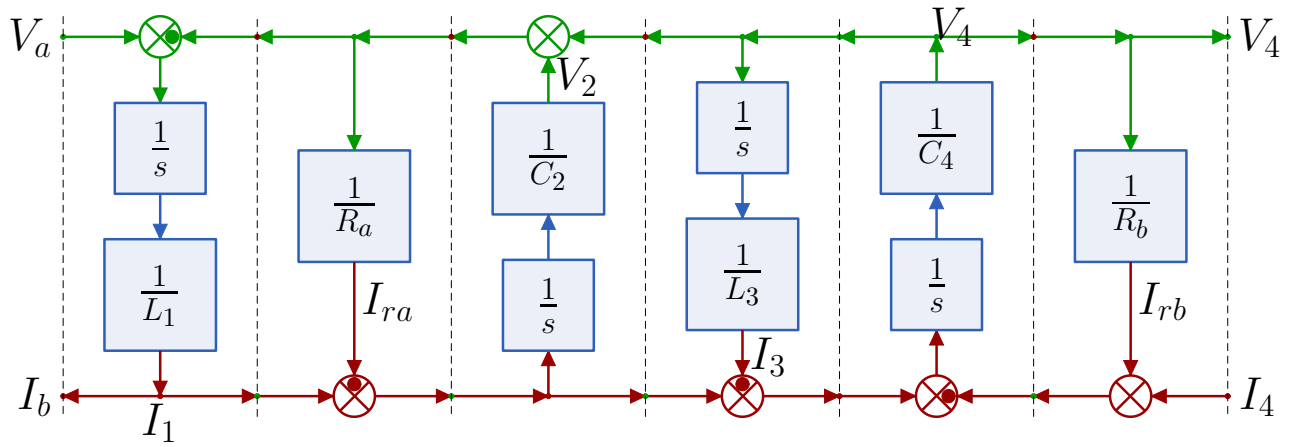 V_a V_4 V_4
V_2
1/s 1/C_2 1/s 1/C_4
1/R_a 1/R_b
1/L_1 1/s 1/L_3 1/s
I_ra I_rb
I_3
I_b I_4
I_1